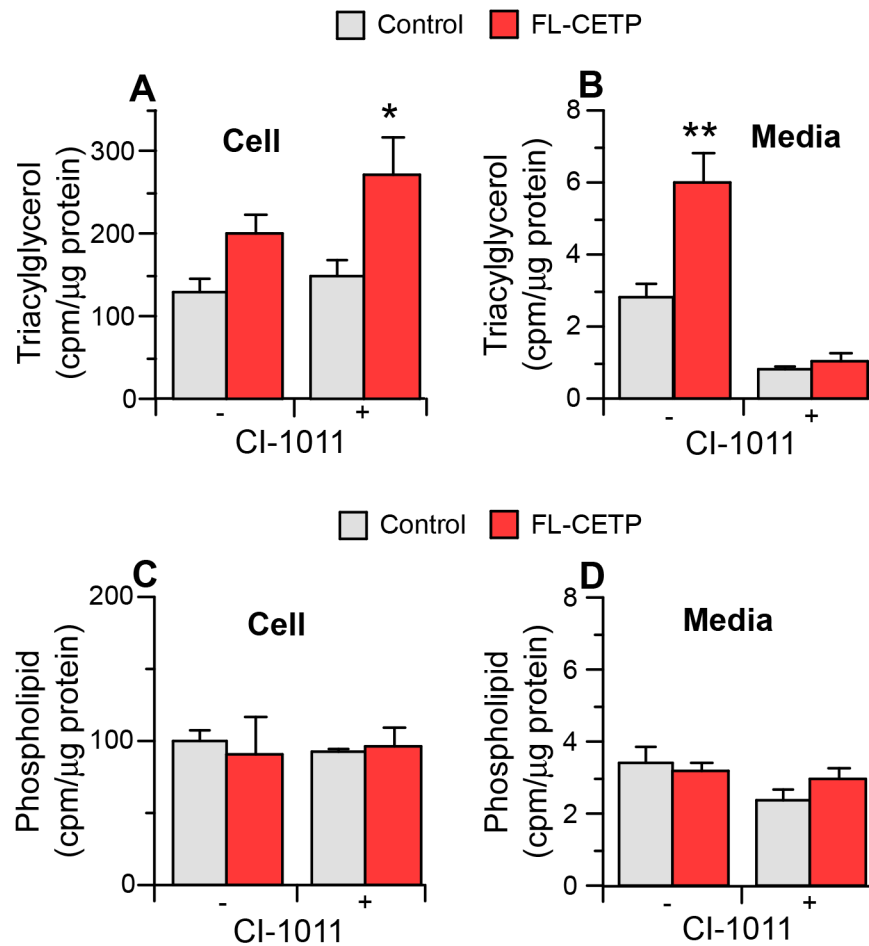 Control FL-CETP
A
Cell
*
Triacylglycerol
(cpm/μg protein)
300
200
100
0
- +
CI-1011
B
**
Media
Triacylglycerol
(cpm/μg protein)
8
6
4
2
0
- +
CI-1011
Control FL-CETP
C
Cell
Phospholipid
(cpm/μg protein)
200
100
0
- +
CI-1011
D
Media
Phospholipid
(cpm/μg protein)
8
6
4
2
0
- +
CI-1011